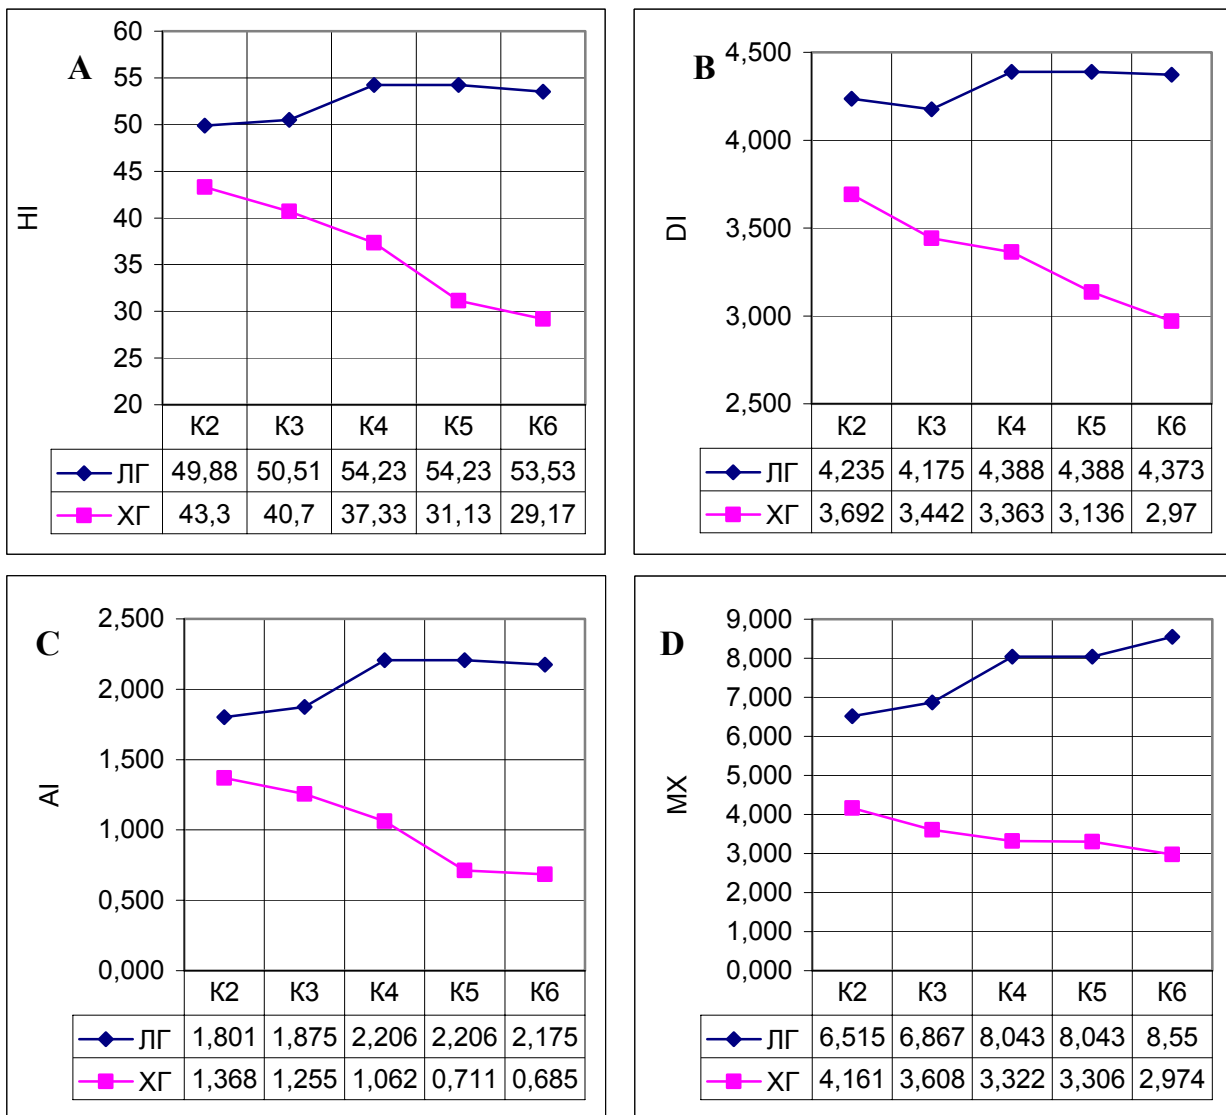 A
HI
60
55
50
45
40
35
30
25
20
К2 К3 К4 К5 К6
ЛГ 49,88 50,51 54,23 54,23 53,53
ХГ 43,3 40,7 37,33 31,13 29,17
B
DI
4,500
4,000
3,500
3,000
2,500
К2 К3 К4 К5 К6
ЛГ 4,235 4,175 4,388 4,388 4,373
ХГ 3,692 3,442 3,363 3,136 2,97
C
AI
2,500
2,000
1,500
1,000
0,500
0,000
К2 К3 К4 К5 К6
ЛГ 1,801 1,875 2,206 2,206 2,175
ХГ 1,368 1,255 1,062 0,711 0,685
D
MX
9,000
8,000
7,000
6,000
5,000
4,000
3,000
2,000
1,000
0,000
К2 К3 К4 К5 К6
ЛГ 6,515 6,867 8,043 8,043 8,55
ХГ 4,161 3,608 3,322 3,306 2,974